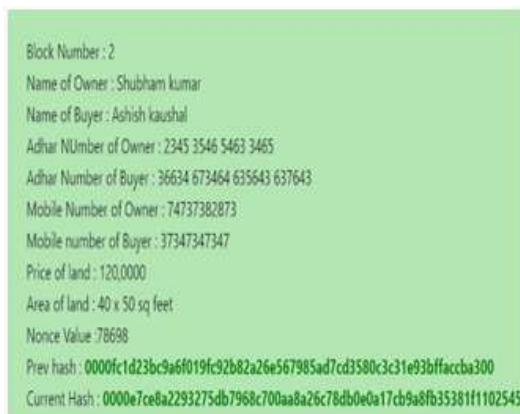 Block Number : 2
Name of Owner : Shubham kumar
Name of Buyer : Ashish kaushal
Adhar NUmber of Owner : 2345 3546 5463 3465
Adhar Number of Buyer : 36634 673464 635643 637643
Mobile Number of Owner : 74737382873
Mobile number of Buyer : 37347347347
Price of land : 120,0000
Area of land : 40 x 50 sq feet
Nonce Value :78698
Prev hash : 0000fc1d23bc9a6f019fc92b82a26e567985ad7cd3580c3c31e93bffaccba300
Current Hash : 0000e7ce8a2293275db7968c700aa8a26c78db0e0a17cb9a8fb35381f1102545